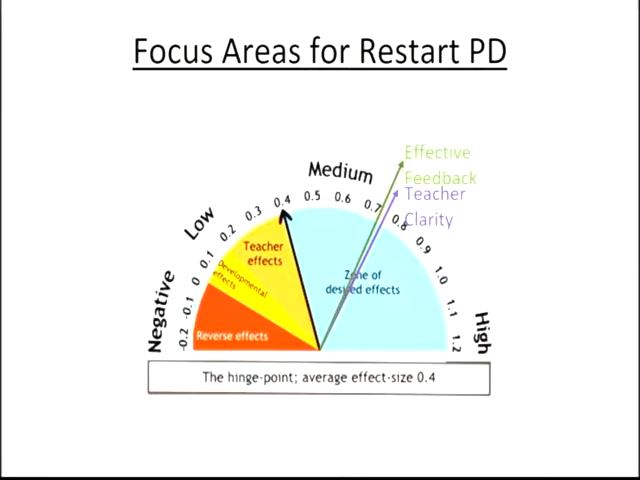 Focus Areas for Restart PD
Effective
Feedback
Teacher
Clarity
Negative
Low
Medium
High
-0.2
-0.1
0
0.1
0.2
0.3
0.4
0.5
0.6
0.7
0.8
0.9
1.0
1.1
1.2
Reverse effects
Developmental
effects
Teacher
effects
Zone of
desired effects
The hinge-point; average effect-size 0.4